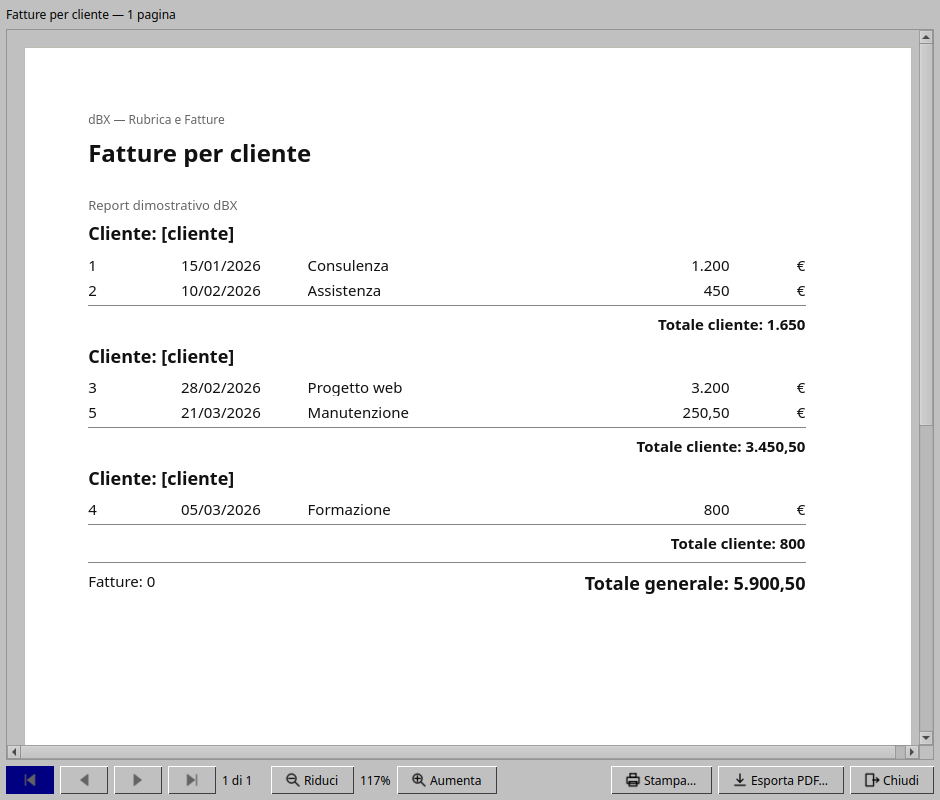 Fatture per cliente — 1 pagina
dBX — Rubrica e Fatture
Fatture per cliente
Report dimostrativo dBX
Cliente: [cliente]
1 15/01/2026 Consulenza 1.200 €
2 10/02/2026 Assistenza 450 €
Totale cliente: 1.650
Cliente: [cliente]
3 28/02/2026 Progetto web 3.200 €
5 21/03/2026 Manutenzione 250,50 €
Totale cliente: 3.450,50
Cliente: [cliente]
4 05/03/2026 Formazione 800 €
Totale cliente: 800
Fatture: 0 Totale generale: 5.900,50
1 di 1 Riduci 117% Aumenta Stampa... Esporta PDF... Chiudi